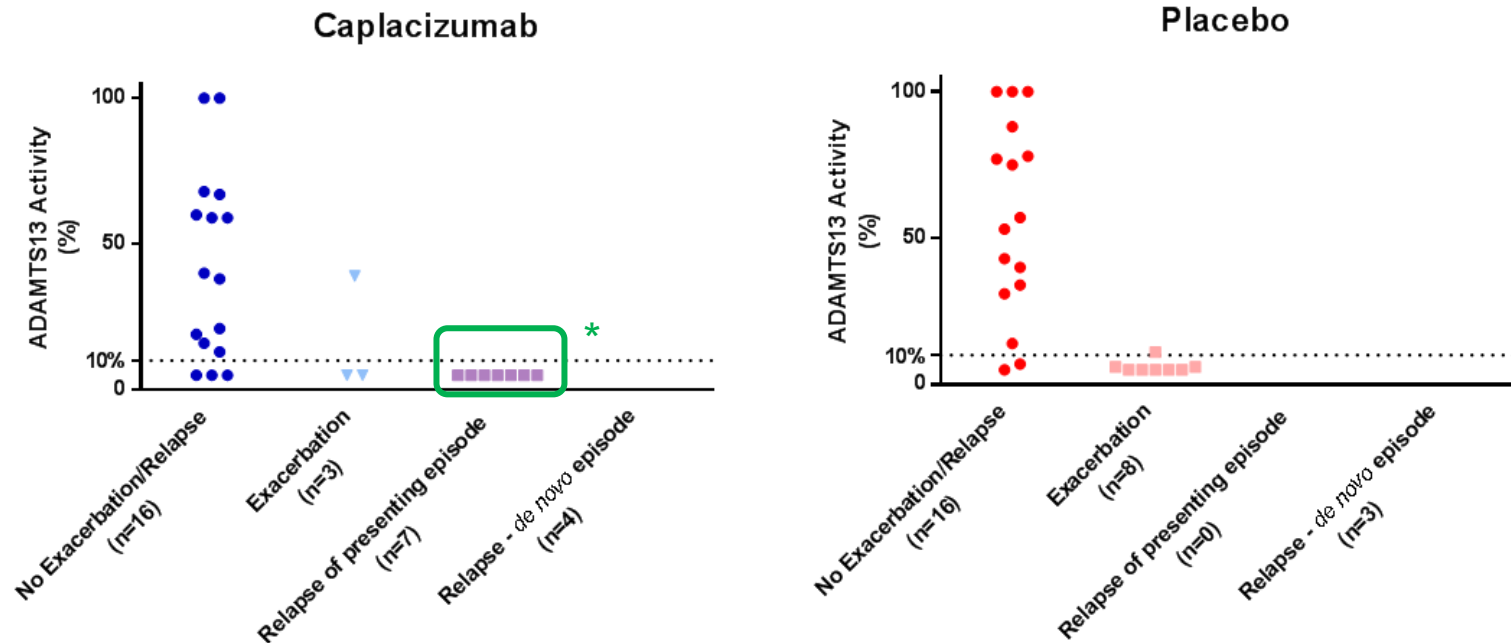 Caplacizumab
ADAMTS13 Activity
(%)
100
50
10%
0
No Exacerbation/Relapse
(n=16)
Exacerbation
(n=3)
Relapse of presenting episode
(n=7)
Relapse - de novo episode
(n=4)
*
Placebo
ADAMTS13 Activity
(%)
100
50
10%
0
No Exacerbation/Relapse
(n=16)
Exacerbation
(n=8)
Relapse of presenting episode
(n=0)
Relapse - de novo episode
(n=3)